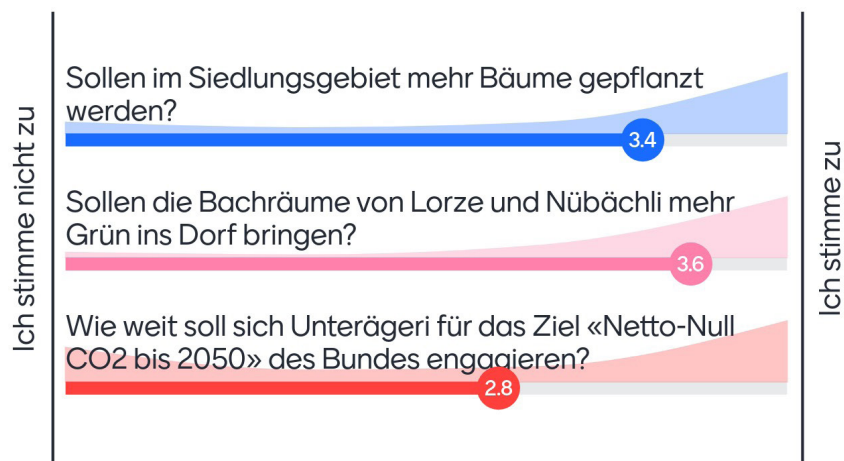 Sollen im Siedlungsgebiet mehr Bäume gepflanzt
werden?
3.4
Sollen die Bachräume von Lorze und Nübächli mehr
Grün ins Dorf bringen?
3.6
Wie weit soll sich Unterägeri für das Ziel «Netto-Null
CO2 bis 2050» des Bundes engagieren?
2.8
Ich stimme nicht zu
Ich stimme zu